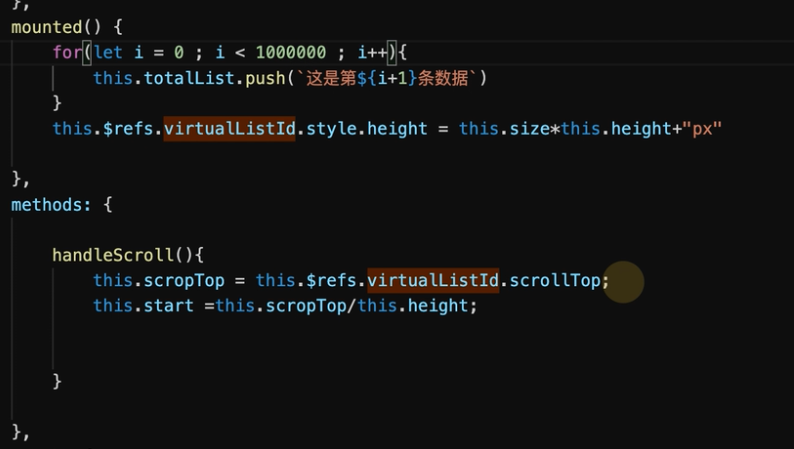 },
mounted() {
for(let i = 0 ; i < 1000000 ; i++){
this.totalList.push(`这是第${i+1}条数据`)
}
this.$refs.virtualListId.style.height = this.size*this.height+"px"
},
methods: {
handleScroll(){
this.scropTop = this.$refs.virtualListId.scrollTop;
this.start =this.scropTop/this.height;
}
},